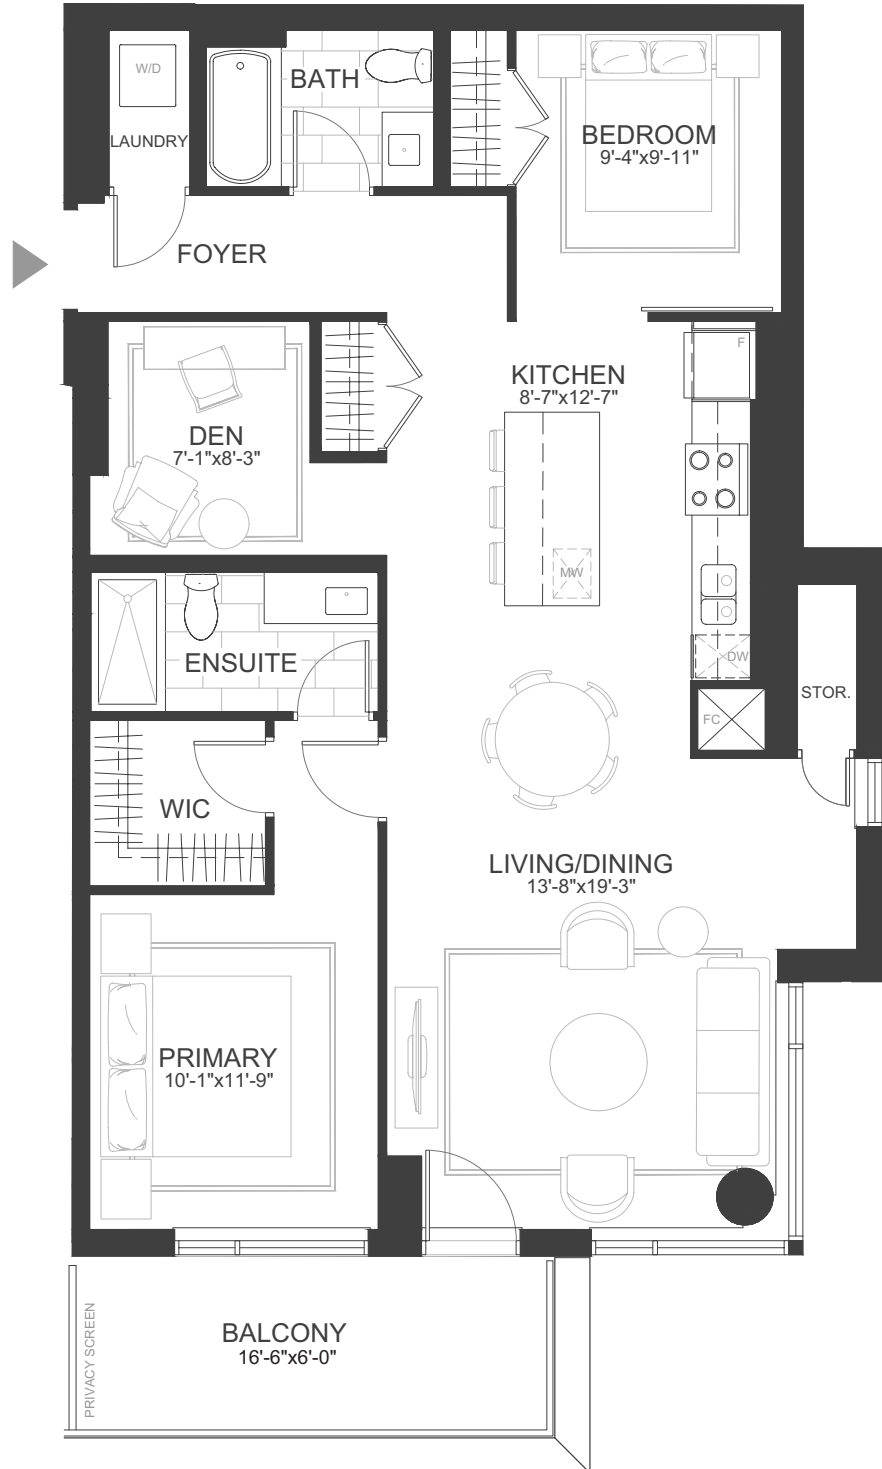 W/D
BATH
LAUNDRY
BEDROOM
9'-4"x9'-11"
FOYER
F
KITCHEN
8'-7"x12'-7"
DEN
7'-1"x8'-3"
MW
DW
ENSUITE
STOR.
FC
WIC
LIVING/DINING
13'-8"x19'-3"
PRIMARY
10'-1"x11'-9"
PRIVACY SCREEN
BALCONY
16'-6"x6'-0"